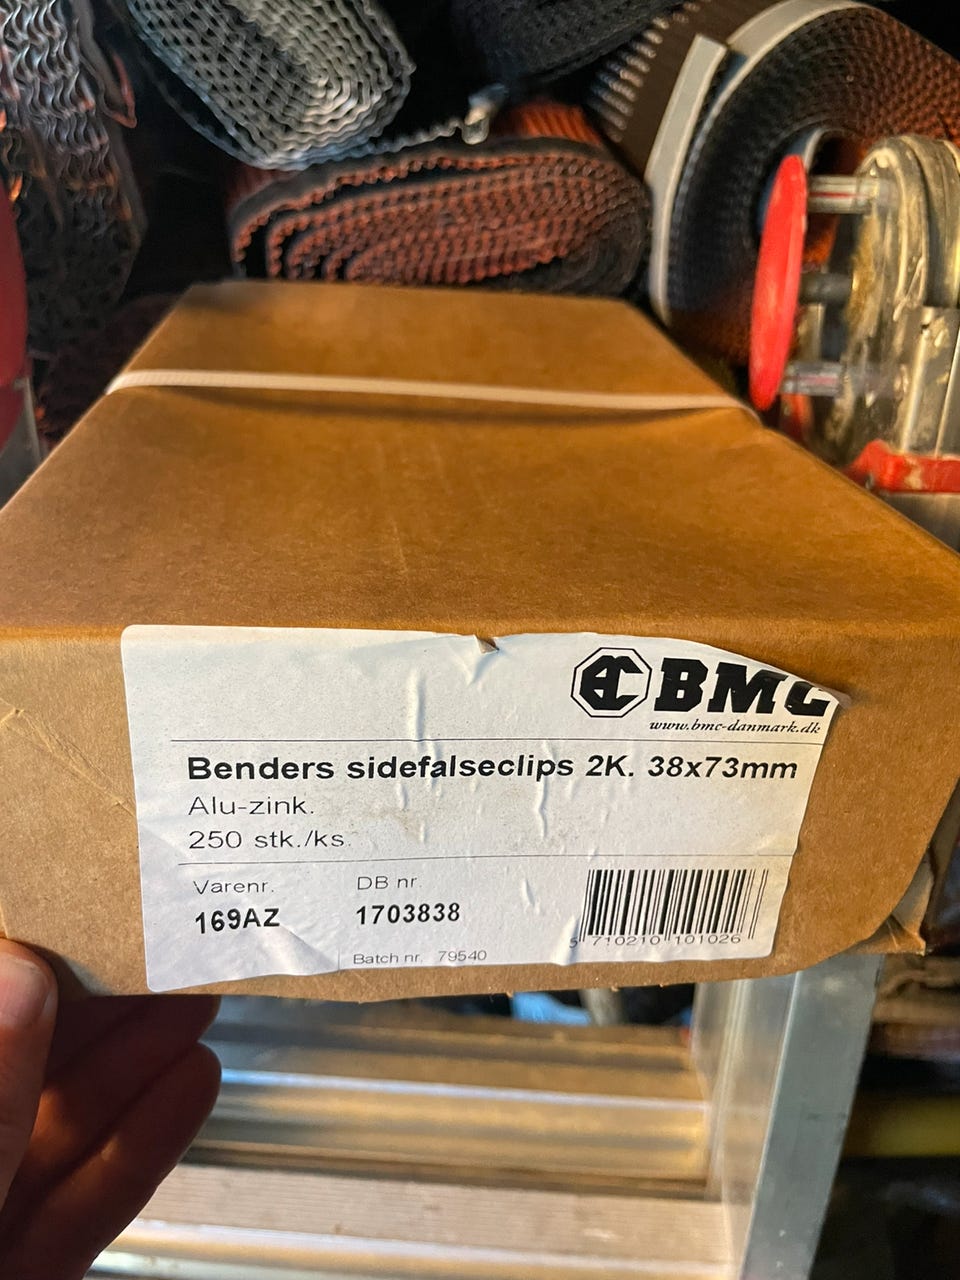 BMC
www.bmc-danmark.dk
Benders sidefalseclips 2K. 38x73mm
Alu-zink.
250 stk./ks.
Varenr. DB nr.
169AZ 1703838
5 710210 101026
Batch nr. 79540